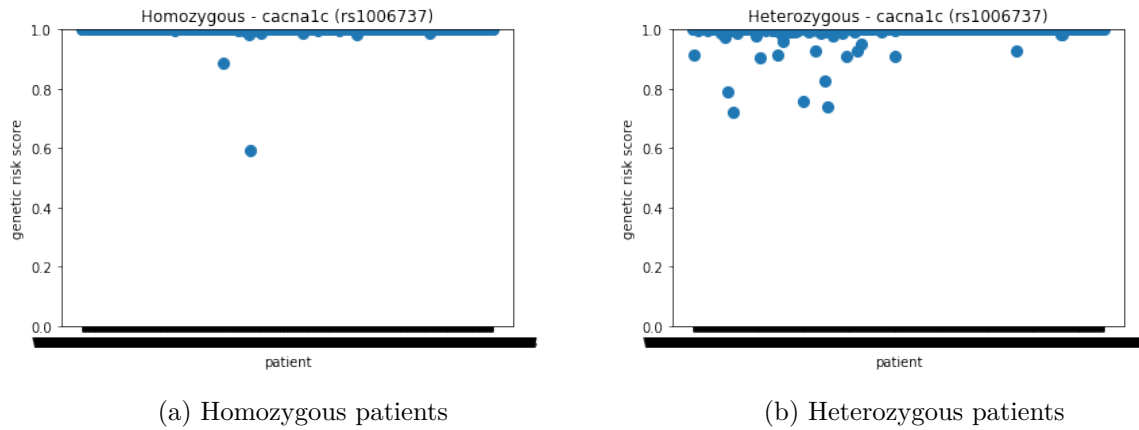 Homozygous - cacna1c (rs1006737)
1.0
0.8
0.6
0.4
0.2
0.0
genetic risk score
patient
(a) Homozygous patients
Heterozygous - cacna1c (rs1006737)
1.0
0.8
0.6
0.4
0.2
0.0
genetic risk score
patient
(b) Heterozygous patients